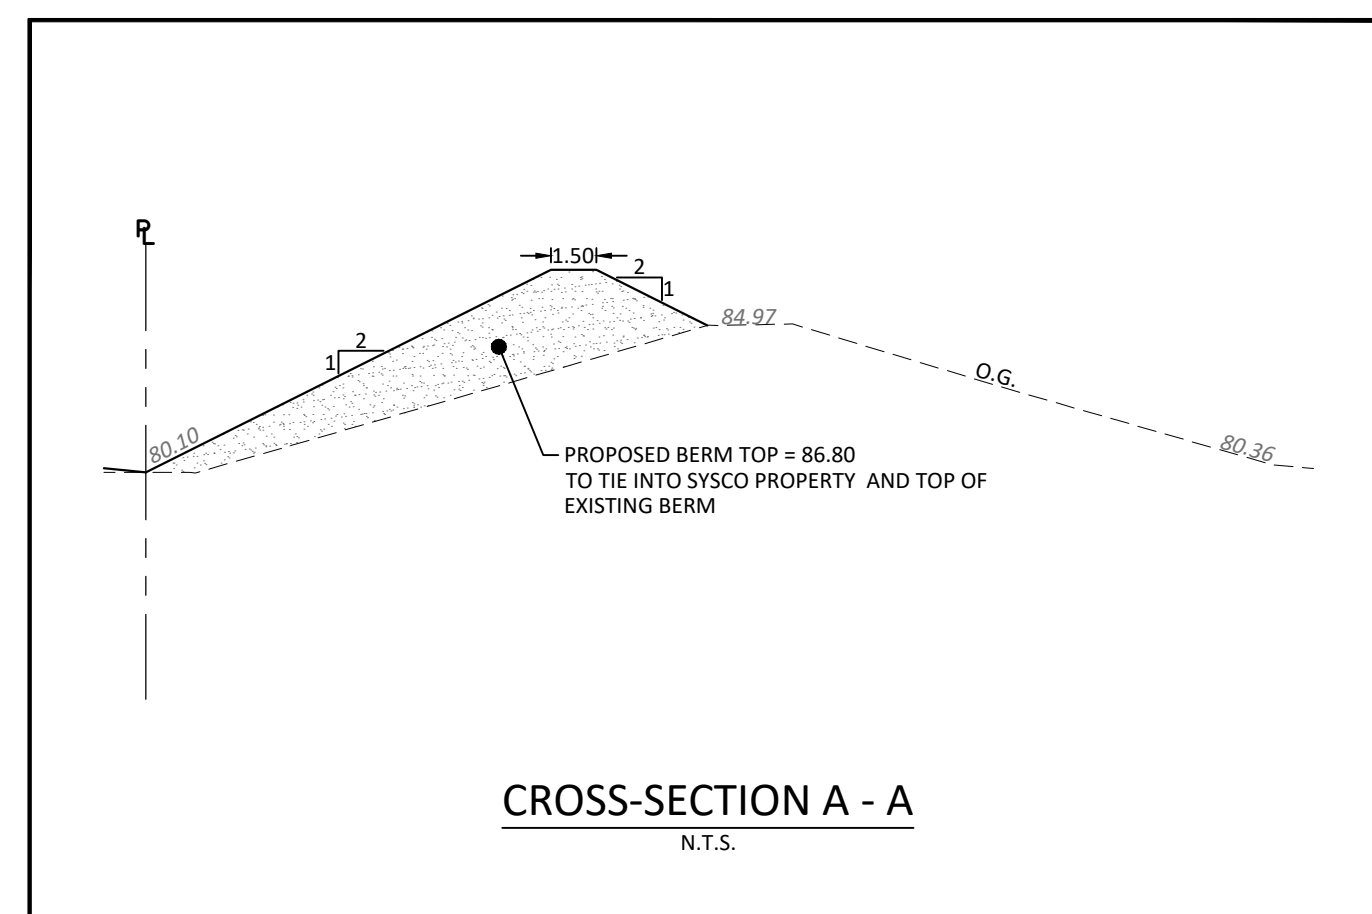 PL
1.50
2
1
84.97
2
1
O.G.
80.10
80.36
PROPOSED BERM TOP = 86.80
TO TIE INTO SYSCO PROPERTY AND TOP OF
EXISTING BERM
CROSS-SECTION A - A
N.T.S.